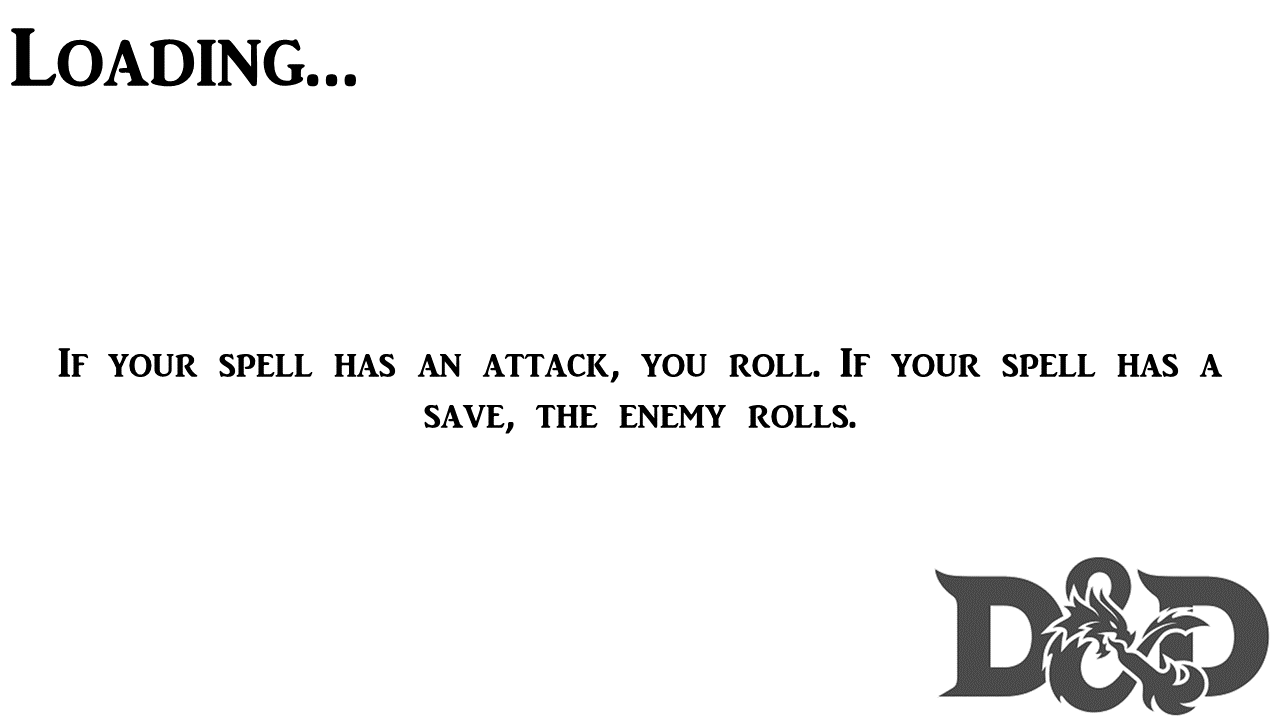 Loading...
If your spell has an attack, you roll. If your spell has a
save, the enemy rolls.
D&D